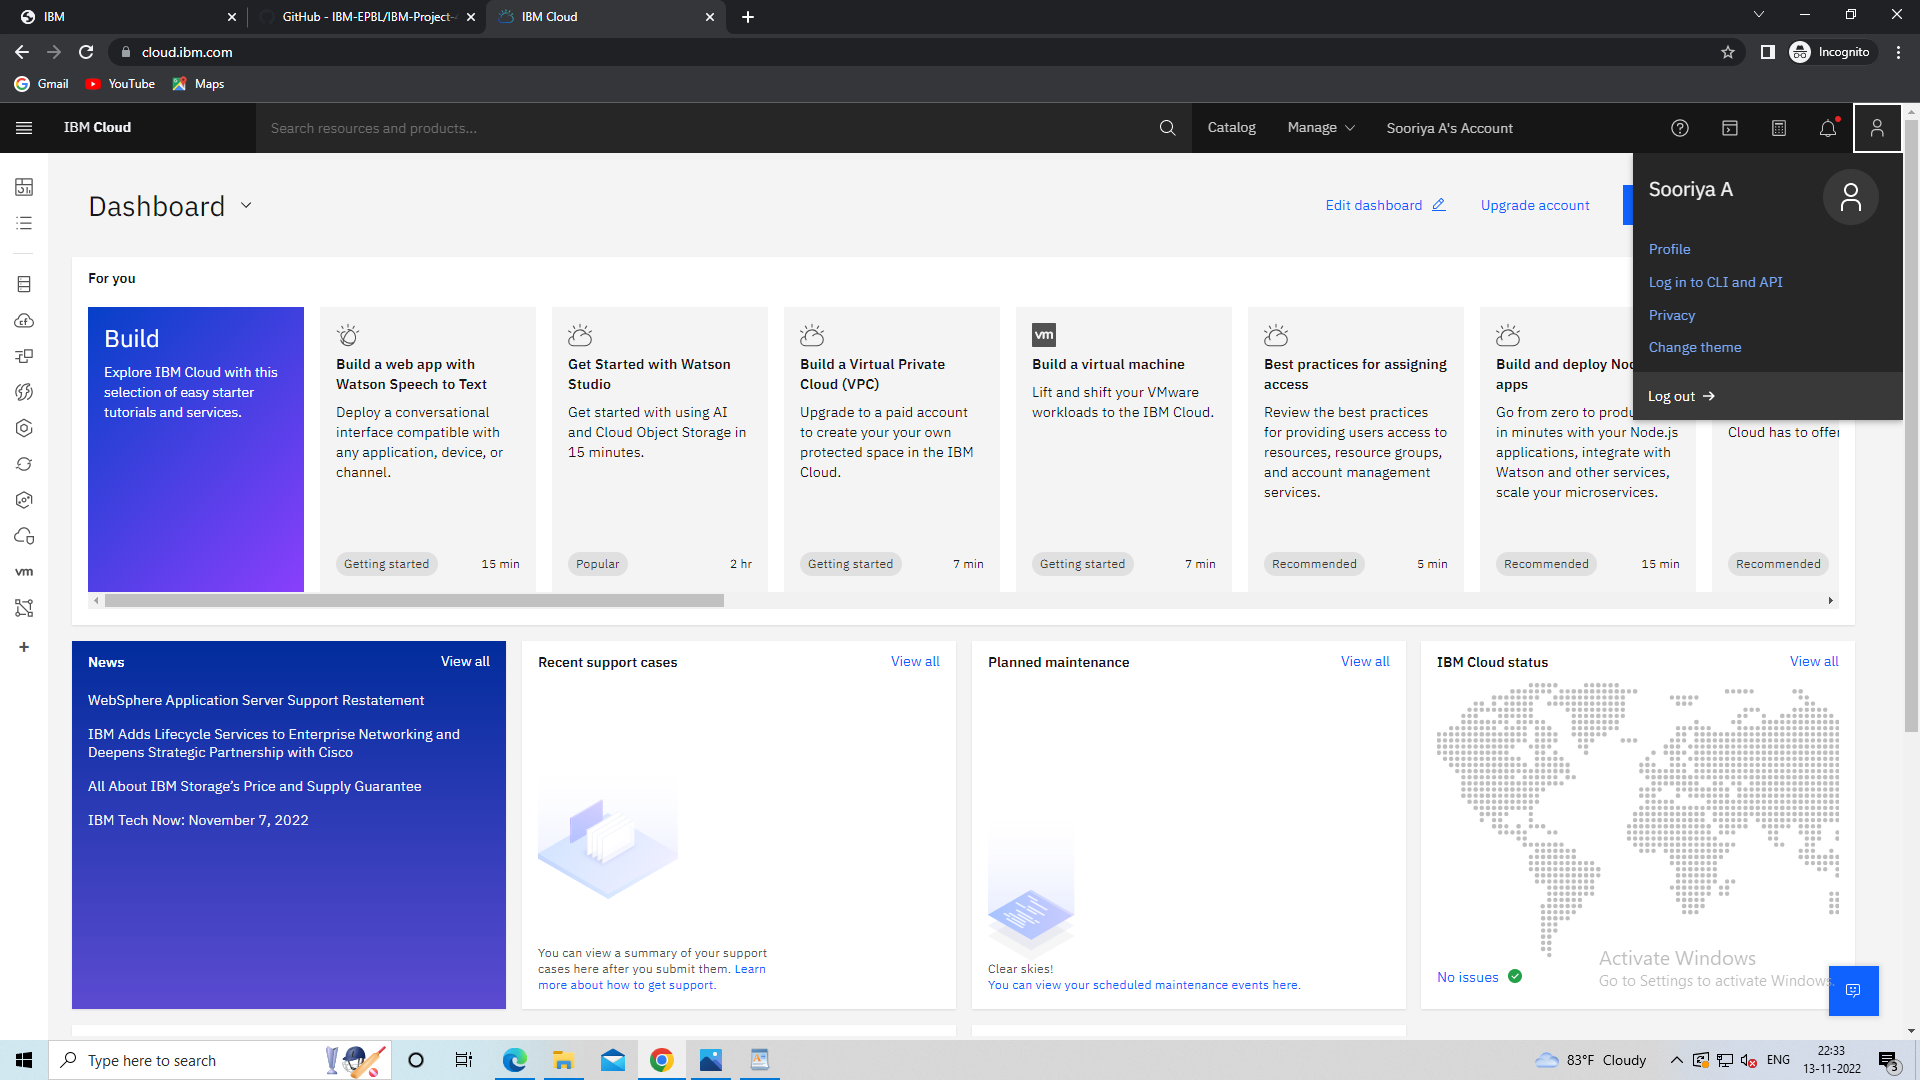 IBM
GitHub - IBM-EPBL/IBM-Project-
IBM Cloud
cloud.ibm.com
Incognito
Gmail
YouTube
Maps
IBM Cloud
Search resources and products...
Catalog
Manage
Sooriya A's Account
Sooriya A
Profile
Log in to CLI and API
Privacy
Change theme
Log out
Dashboard
Edit dashboard
Upgrade account
For you
Build
Explore IBM Cloud with this
selection of easy starter
tutorials and services.
Build a web app with
Watson Speech to Text
Deploy a conversational
interface compatible with
any application, device, or
channel.
Getting started
15 min
Get Started with Watson
Studio
Get started with using AI
and Cloud Object Storage in
15 minutes.
Popular
2 hr
Build a Virtual Private
Cloud (VPC)
Upgrade to a paid account
to create your your own
protected space in the IBM
Cloud.
Getting started
7 min
vm
Build a virtual machine
Lift and shift your VMware
workloads to the IBM Cloud.
Getting started
7 min
Best practices for assigning
access
Review the best practices
for providing users access to
resources, resource groups,
and account management
services.
Recommended
5 min
Build and deploy
apps
Go from zero to
in minutes with your Node.js
applications, integrate with
Watson and other services,
scale your microservices.
Recommended
15 min
Cloud has to offer
Recommended
vm
News
View all
WebSphere Application Server Support Restatement
IBM Adds Lifecycle Services to Enterprise Networking and
Deepens Strategic Partnership with Cisco
All About IBM Storage’s Price and Supply Guarantee
IBM Tech Now: November 7, 2022
Recent support cases
View all
You can view a summary of your support
cases here after you submit them. Learn
more about how to get support.
Planned maintenance
View all
Clear skies!
You can view your scheduled maintenance events here.
IBM Cloud status
View all
No issues
Activate Windows
Go to Settings to activate Windows.
Type here to search
83°F Cloudy
ENG
22:33
13-11-2022
3